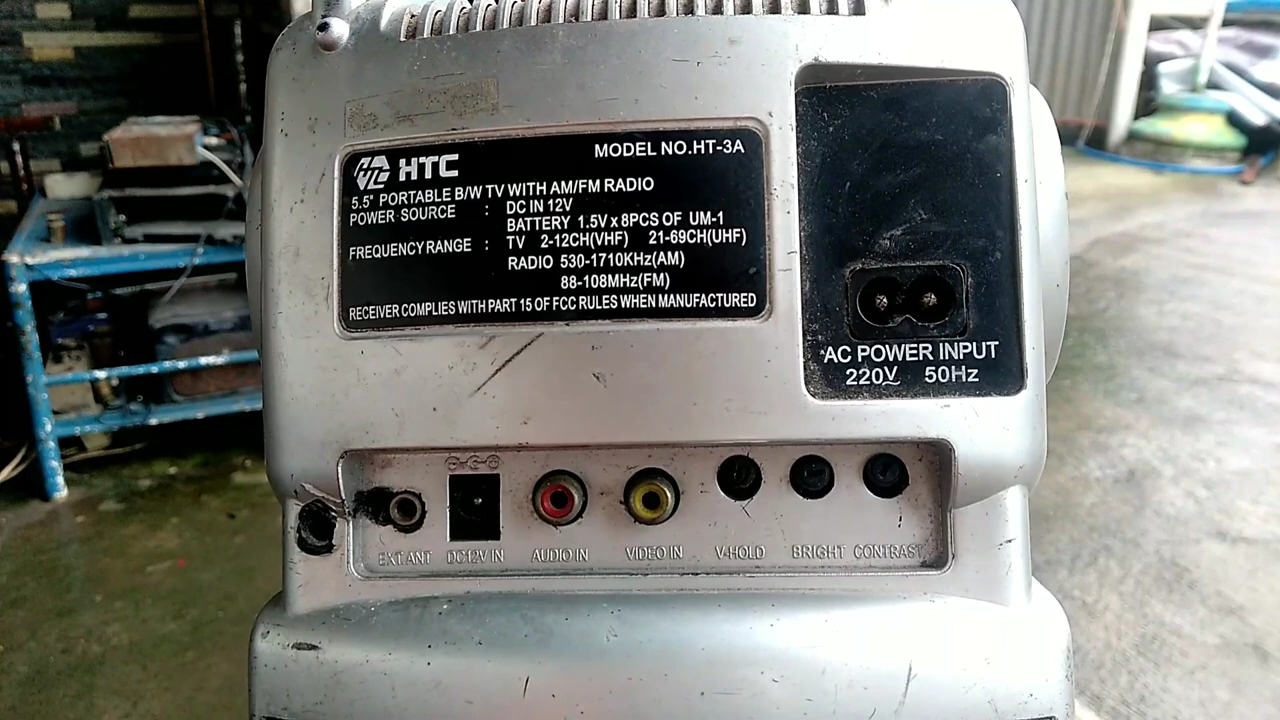 HTC MODEL NO.HT-3A
5.5" PORTABLE B/W TV WITH AM/FM RADIO
POWER SOURCE : DC IN 12V
BATTERY 1.5V x 8PCS OF UM-1
FREQUENCY RANGE : TV 2-12CH(VHF) 21-69CH(UHF)
RADIO 530-1710KHz(AM)
88-108MHz(FM)
RECEIVER COMPLIES WITH PART 15 OF FCC RULES WHEN MANUFACTURED
AC POWER INPUT
220V~ 50Hz
EXT ANT DC12V IN AUDIO IN VIDEO IN V-HOLD BRIGHT CONTRAST